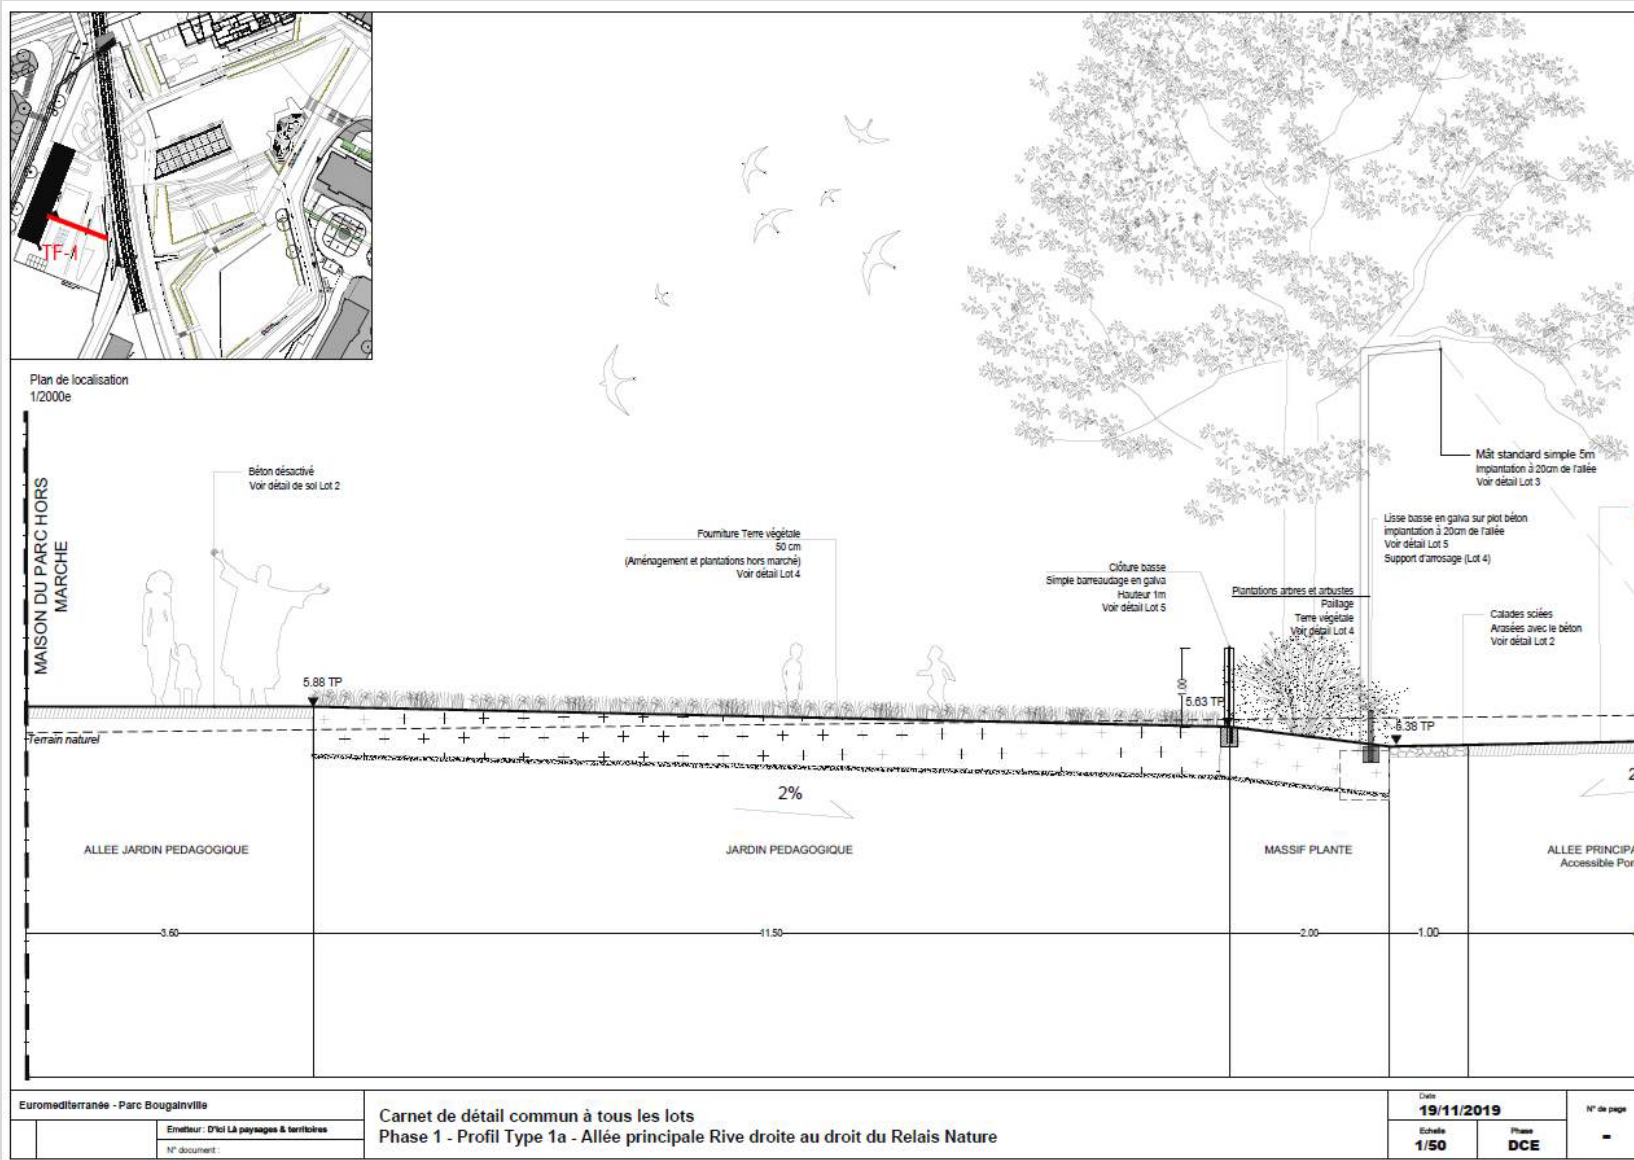 TF-1
Plan de localisation
1/2000e
MAISON DU PARC HORS
MARCHE
Béton désactivé
Voir détail de sol Lot 2
Fourniture Terre végétale
50 cm
(Aménagement et plantations hors marché)
Voir détail Lot 4
Clôture basse
Simple barreaudage en galva
Hauteur 1m
Voir détail Lot 5
Plantations arbres et arbustes
Paillage
Terre végétale
Voir détail Lot 4
Mât standard simple 5m
Implantation à 20cm de l'allée
Voir détail Lot 3
Lisse basse en galva sur plot béton
implantation à 20cm de l'allée
Voir détail Lot 5
Support d'arrosage (Lot 4)
Calades sciées
Arasées avec le béton
Voir détail Lot 2
5.88 TP
1.00
5.63 TP
5.38 TP
Terrain naturel
2%
2
ALLEE JARDIN PEDAGOGIQUE
JARDIN PEDAGOGIQUE
MASSIF PLANTE
ALLEE PRINCIPA
Accessible Por
3.60
11.50
2.00
1.00
Euromediterranée - Parc Bougainville
Emetteur : D'ici Là paysages & territoires
N° document :
Carnet de détail commun à tous les lots
Phase 1 - Profil Type 1a - Allée principale Rive droite au droit du Relais Nature
Date
19/11/2019
Echelle
1/50
Phase
DCE
N° de page
-